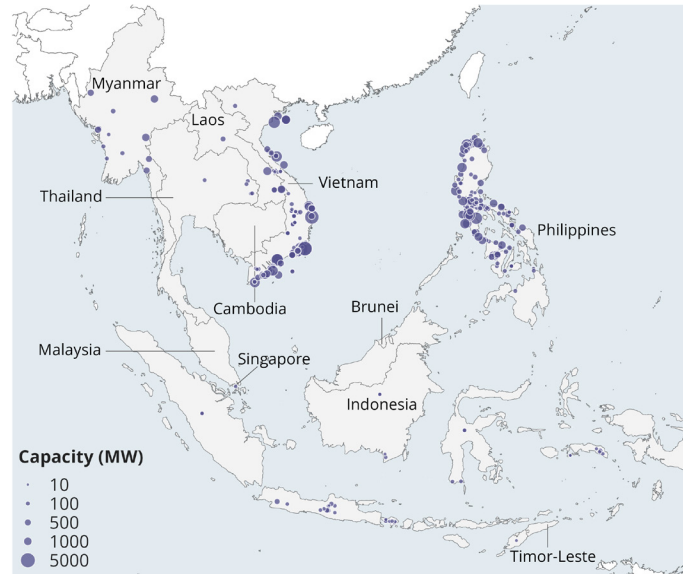 Myanmar
Laos
Thailand
Vietnam
Philippines
Cambodia
Brunei
Malaysia
Singapore
Indonesia
Capacity (MW)
10
100
500
1000
5000
Timor-Leste